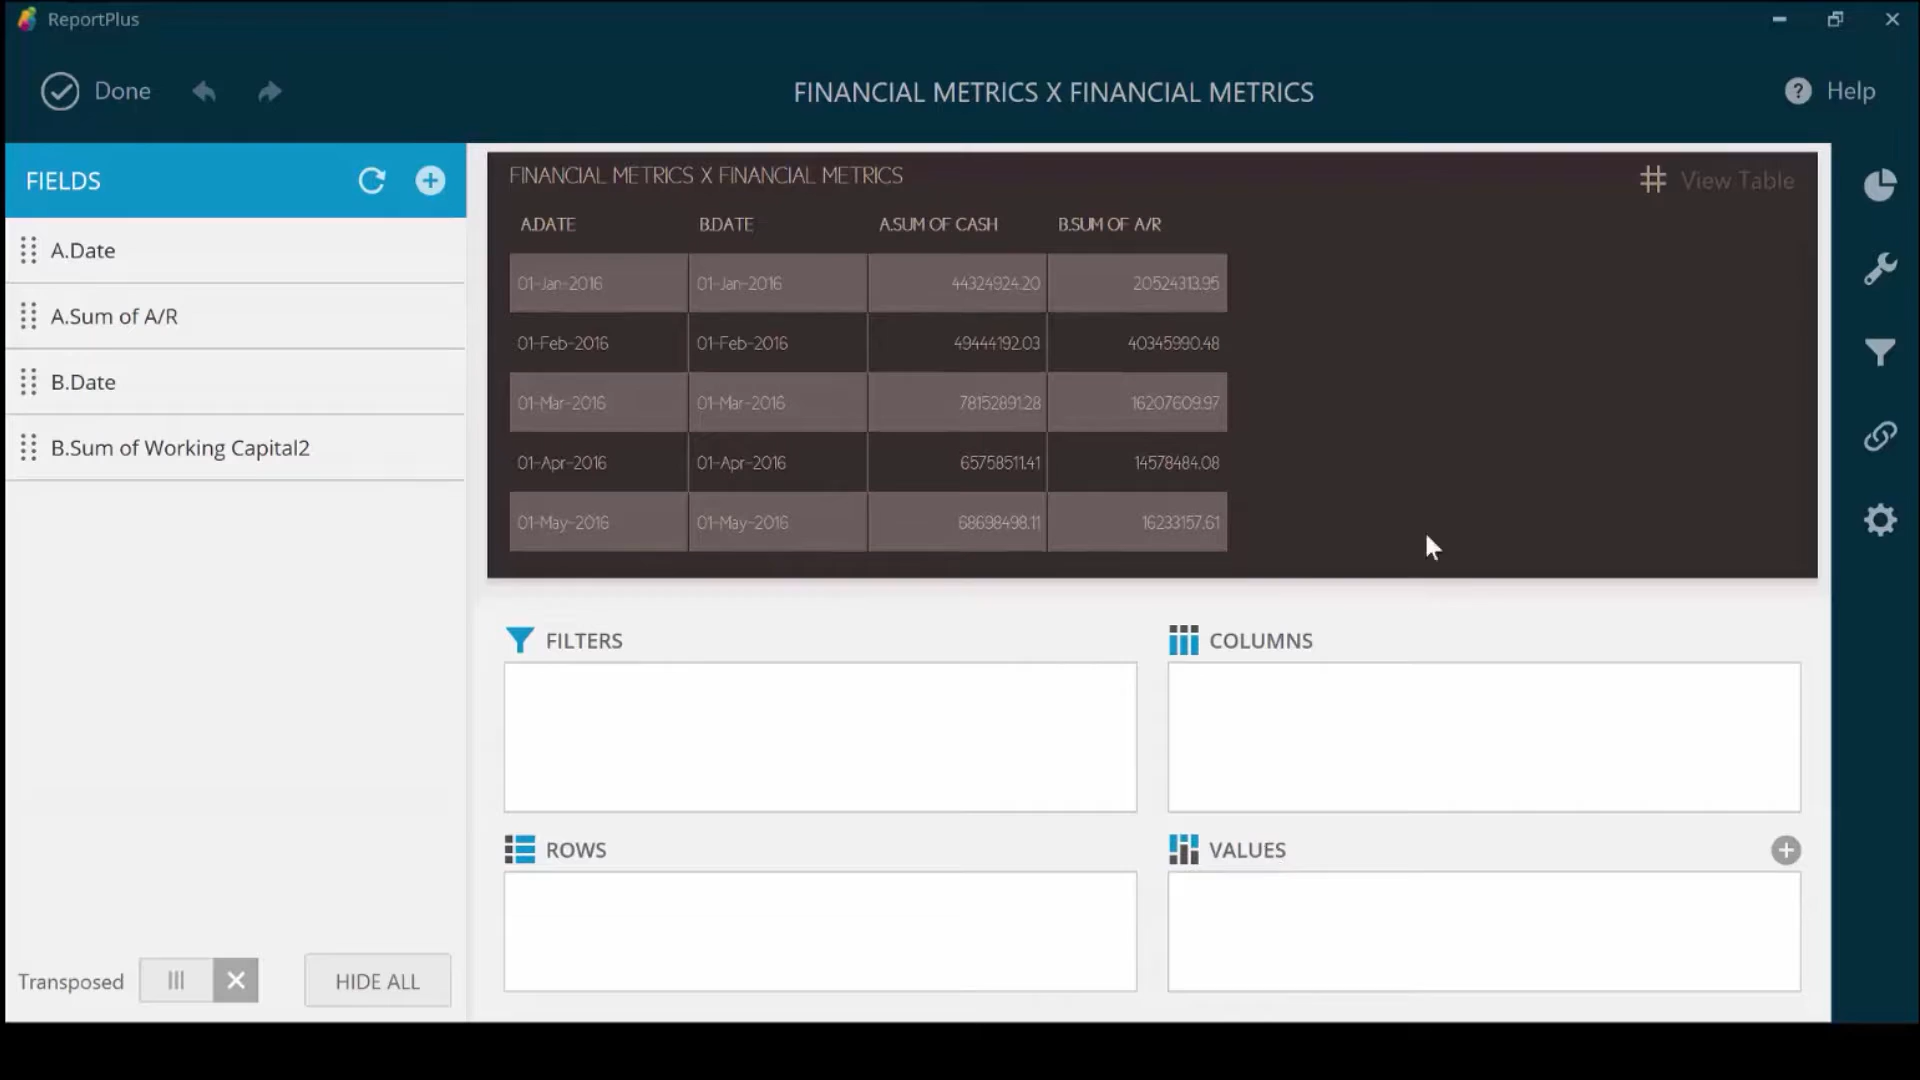 ReportPlus
Done
FINANCIAL METRICS X FINANCIAL METRICS
Help
FIELDS
A.Date
A.Sum of A/R
B.Date
B.Sum of Working Capital2
Transposed
HIDE ALL
FINANCIAL METRICS X FINANCIAL METRICS
View Table
A.DATE B.DATE A.SUM OF CASH B.SUM OF A/R
01-Jan-2016 01-Jan-2016 44324924.20 20524313.95
01-Feb-2016 01-Feb-2016 49444192.03 40345990.48
01-Mar-2016 01-Mar-2016 78152891.28 16207609.97
01-Apr-2016 01-Apr-2016 65758511.41 14578484.08
01-May-2016 01-May-2016 68698498.11 16233157.61
FILTERS
COLUMNS
ROWS
VALUES